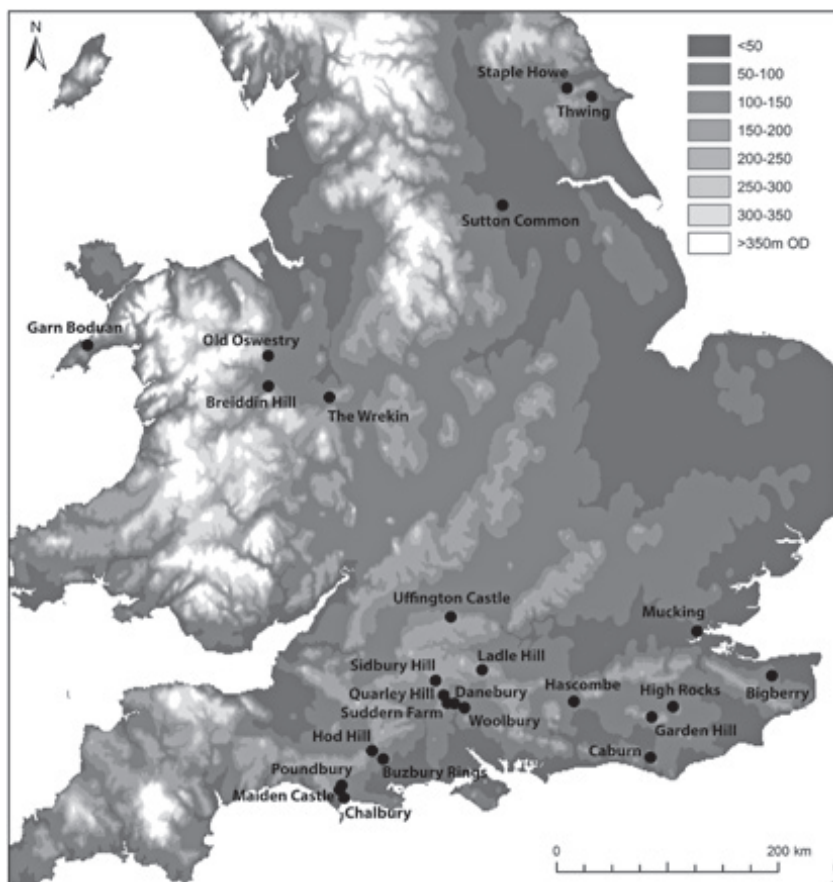 N
<50
50-100
100-150
150-200
200-250
250-300
300-350
>350m OD
Staple Howe
Thwing
Sutton Common
Garn Boduan
Old Oswestry
Breiddin Hill
The Wrekin
Uffington Castle
Mucking
Ladle Hill
Sidbury Hill
Bigberry
Quarley Hill
Danebury
Hascombe
High Rocks
Suddern Farm
Woolbury
Garden Hill
Hod Hill
Caburn
Buzbury Rings
Poundbury
Maiden Castle
Chalbury
0
200 km